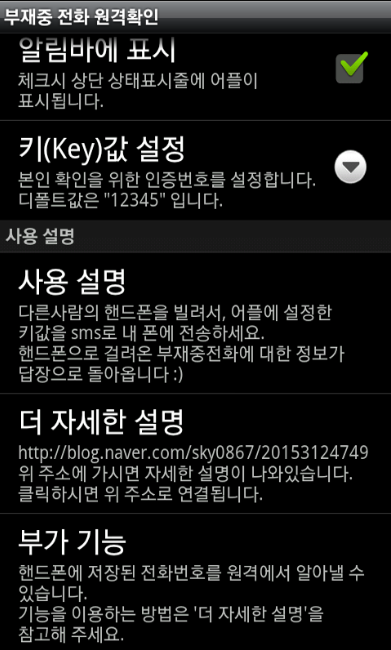 부재중 전화 원격확인
알림바에 표시
체크시 상단 상태표시줄에 어플이
표시됩니다.
키(Key)값 설정
본인 확인을 위한 인증번호를 설정합니다.
디폴트값은 "12345" 입니다.
사용 설명
사용 설명
다른사람의 핸드폰을 빌려서, 어플에 설정한
키값을 sms로 내 폰에 전송하세요.
핸드폰으로 걸려온 부재중전화에 대한 정보가
답장으로 돌아옵니다 :)
더 자세한 설명
http://blog.naver.com/sky0867/20153124749
위 주소에 가시면 자세한 설명이 나와있습니다.
클릭하시면 위 주소로 연결됩니다.
부가 기능
핸드폰에 저장된 전화번호를 원격에서 알아낼 수
있습니다.
기능을 이용하는 방법은 '더 자세한 설명'을
참고해 주세요.